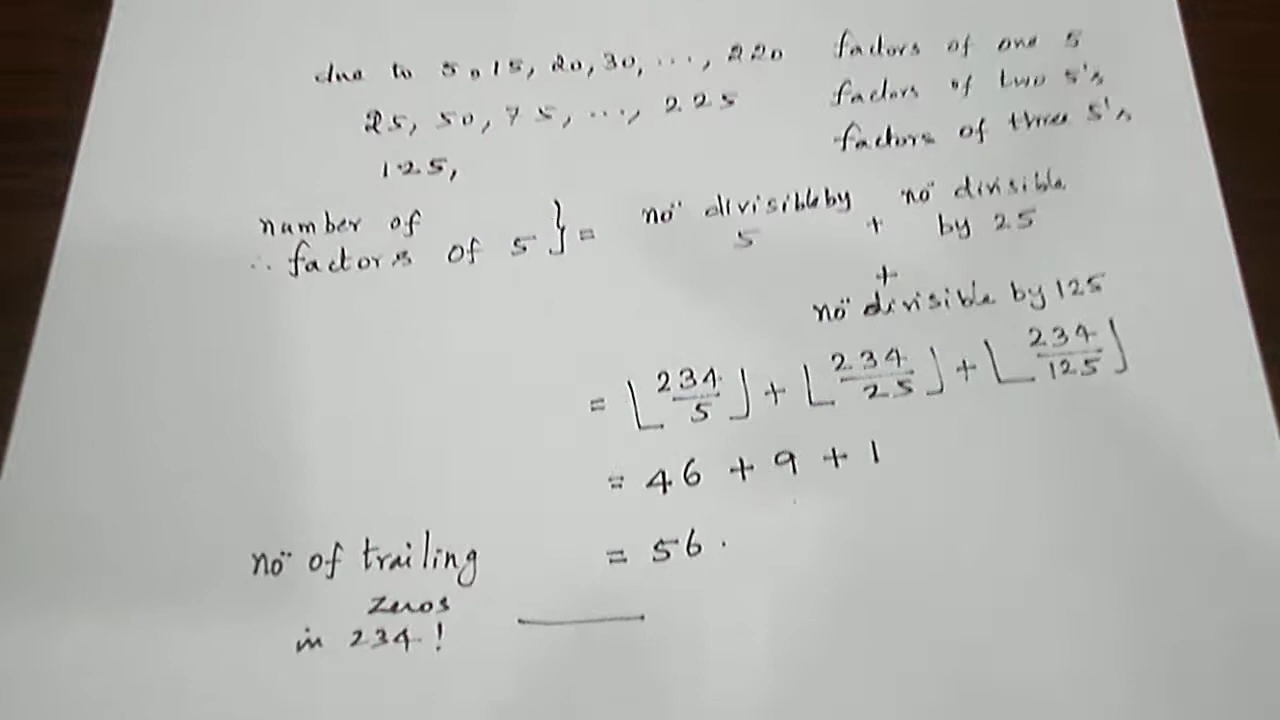 due to 5, 15, 20, 30, ..., 220 factors of one 5
25, 50, 75, ..., 225 factors of two 5's
125, factors of three 5's
number of
∴ factors of 5 } = no divisible by 5 + no divisible by 25
+
no divisible by 125
= ⌊234/5⌋ + ⌊234/25⌋ + ⌊234/125⌋
= 46 + 9 + 1
no of trailing = 56.
zeros
in 234!